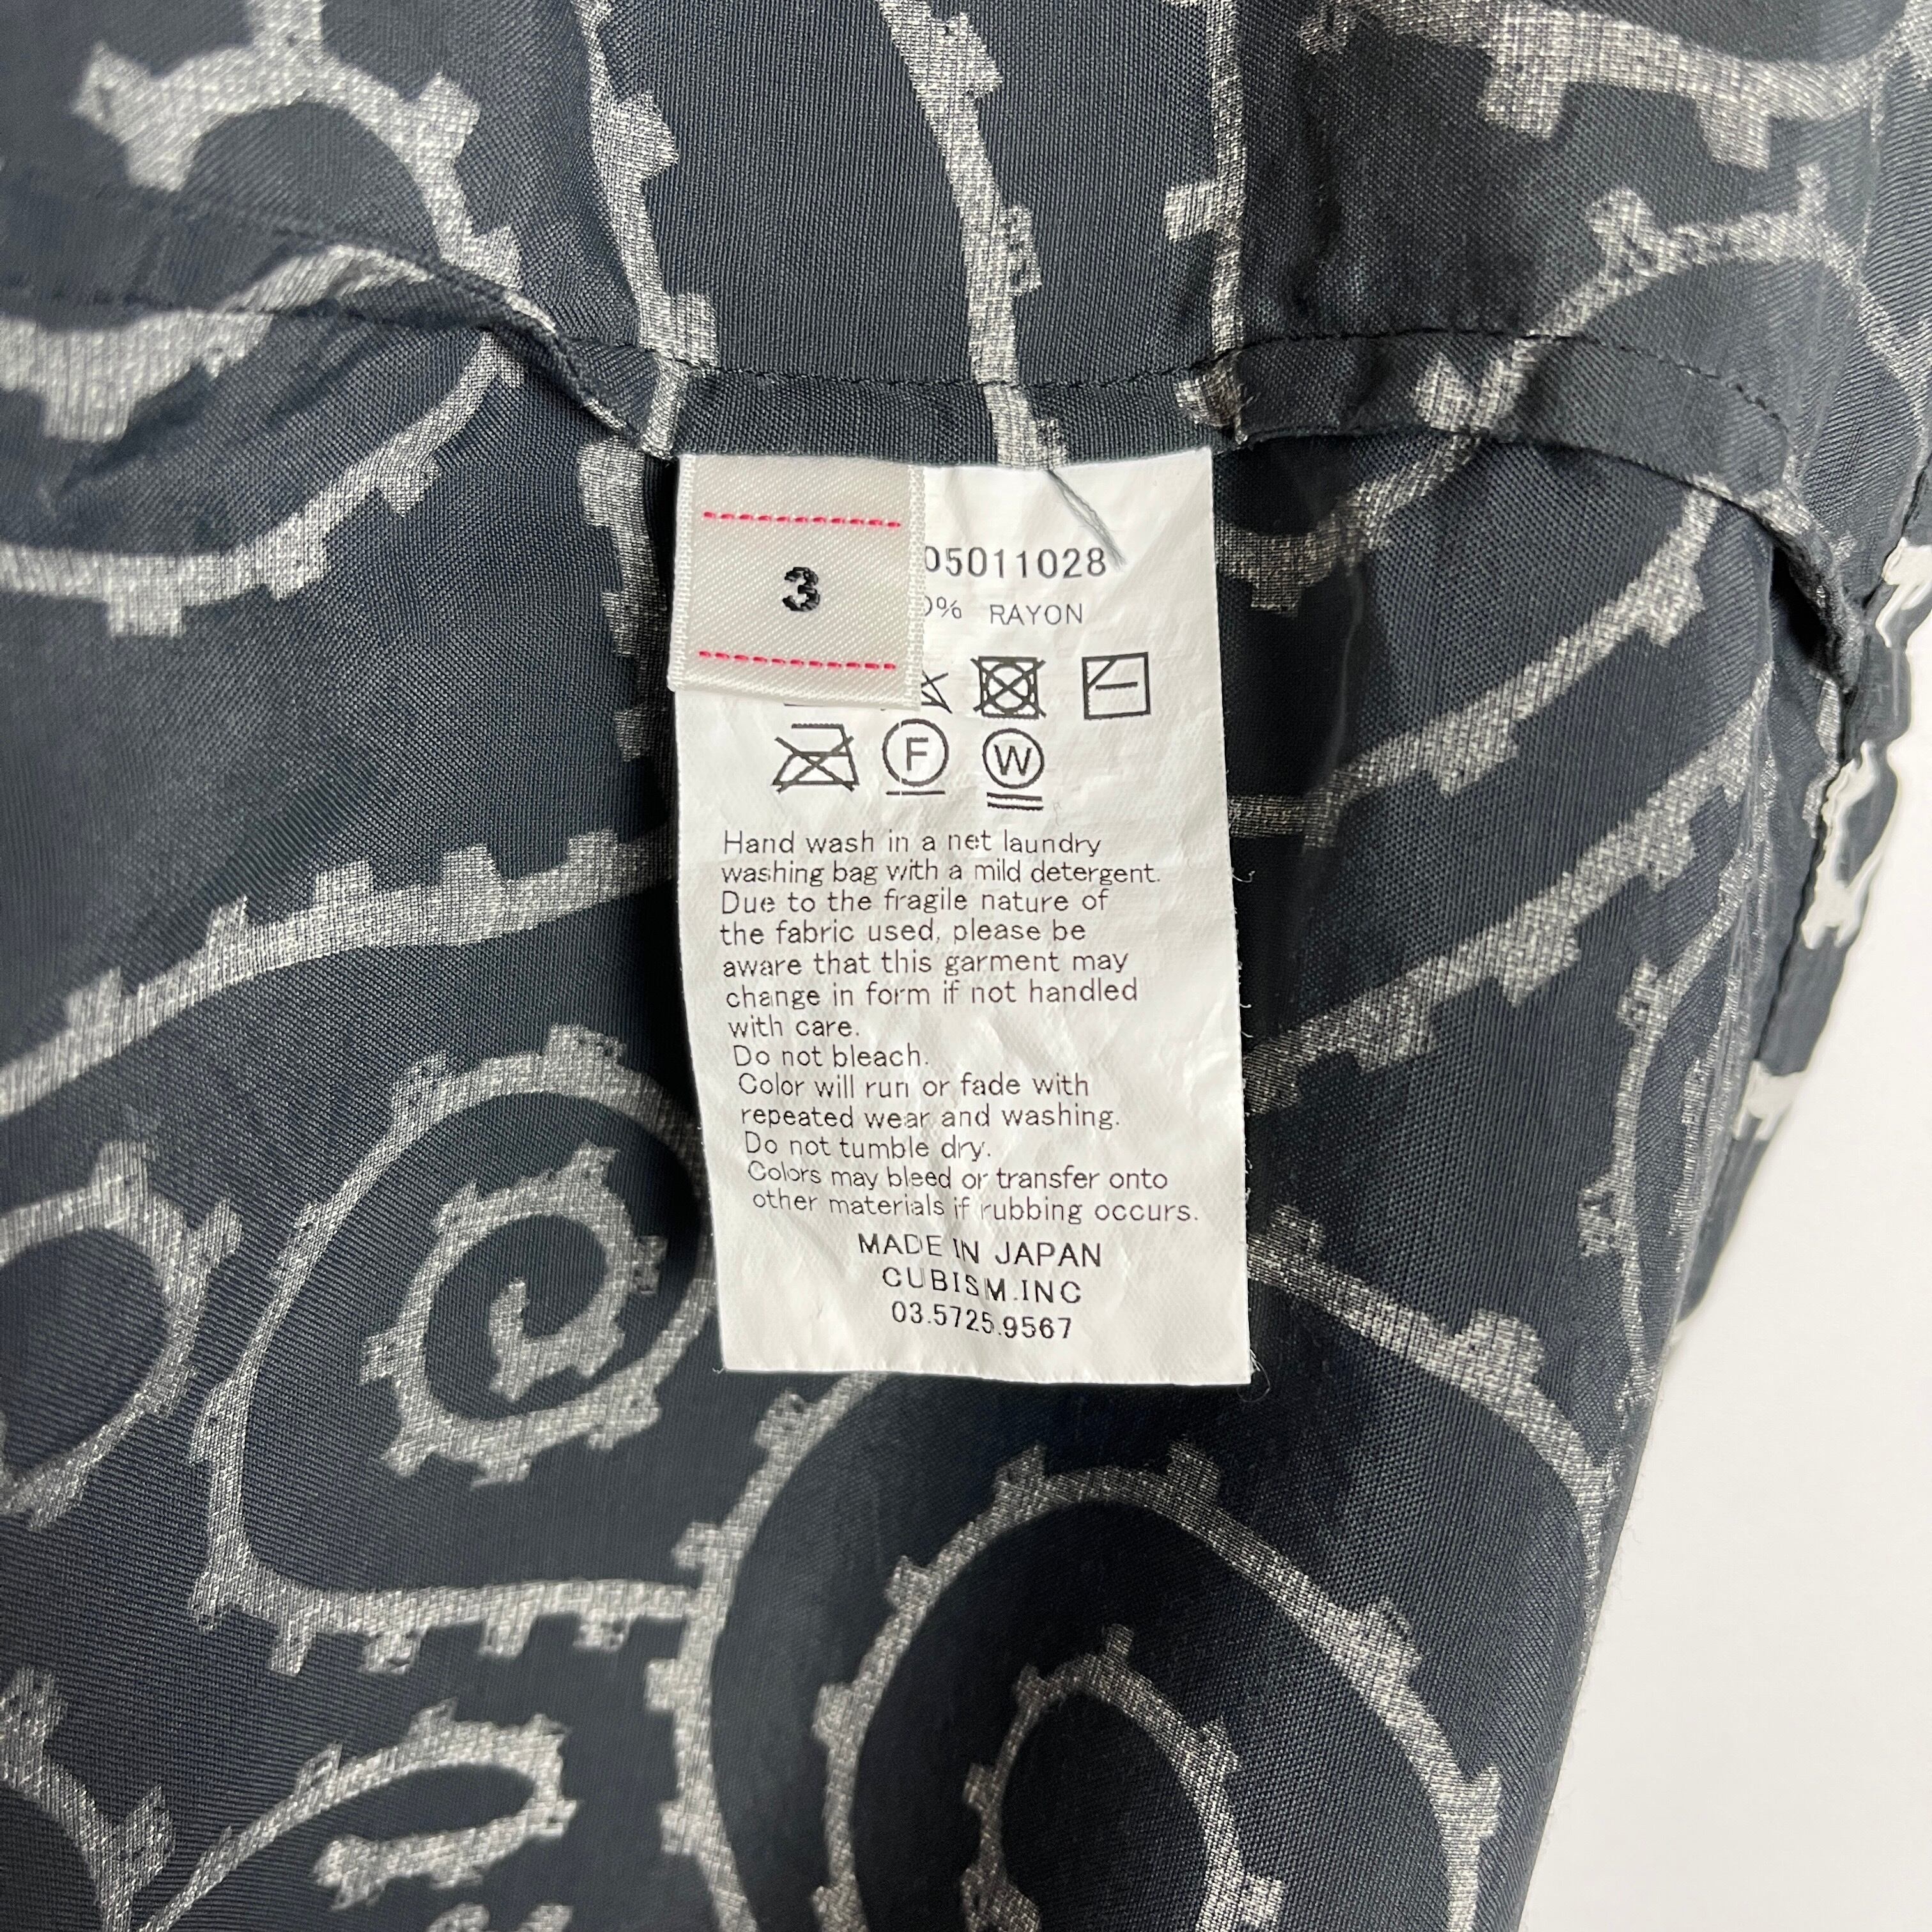 3
05011028
0% RAYON
F
W
Hand wash in a net laundry
washing bag with a mild detergent.
Due to the fragile nature of
the fabric used, please be
aware that this garment may
change in form if not handled
with care.
Do not bleach.
Color will run or fade with
repeated wear and washing.
Do not tumble dry.
Colors may bleed or transfer onto
other materials if rubbing occurs.
MADE IN JAPAN
CUBISM.INC
03.5725.9567